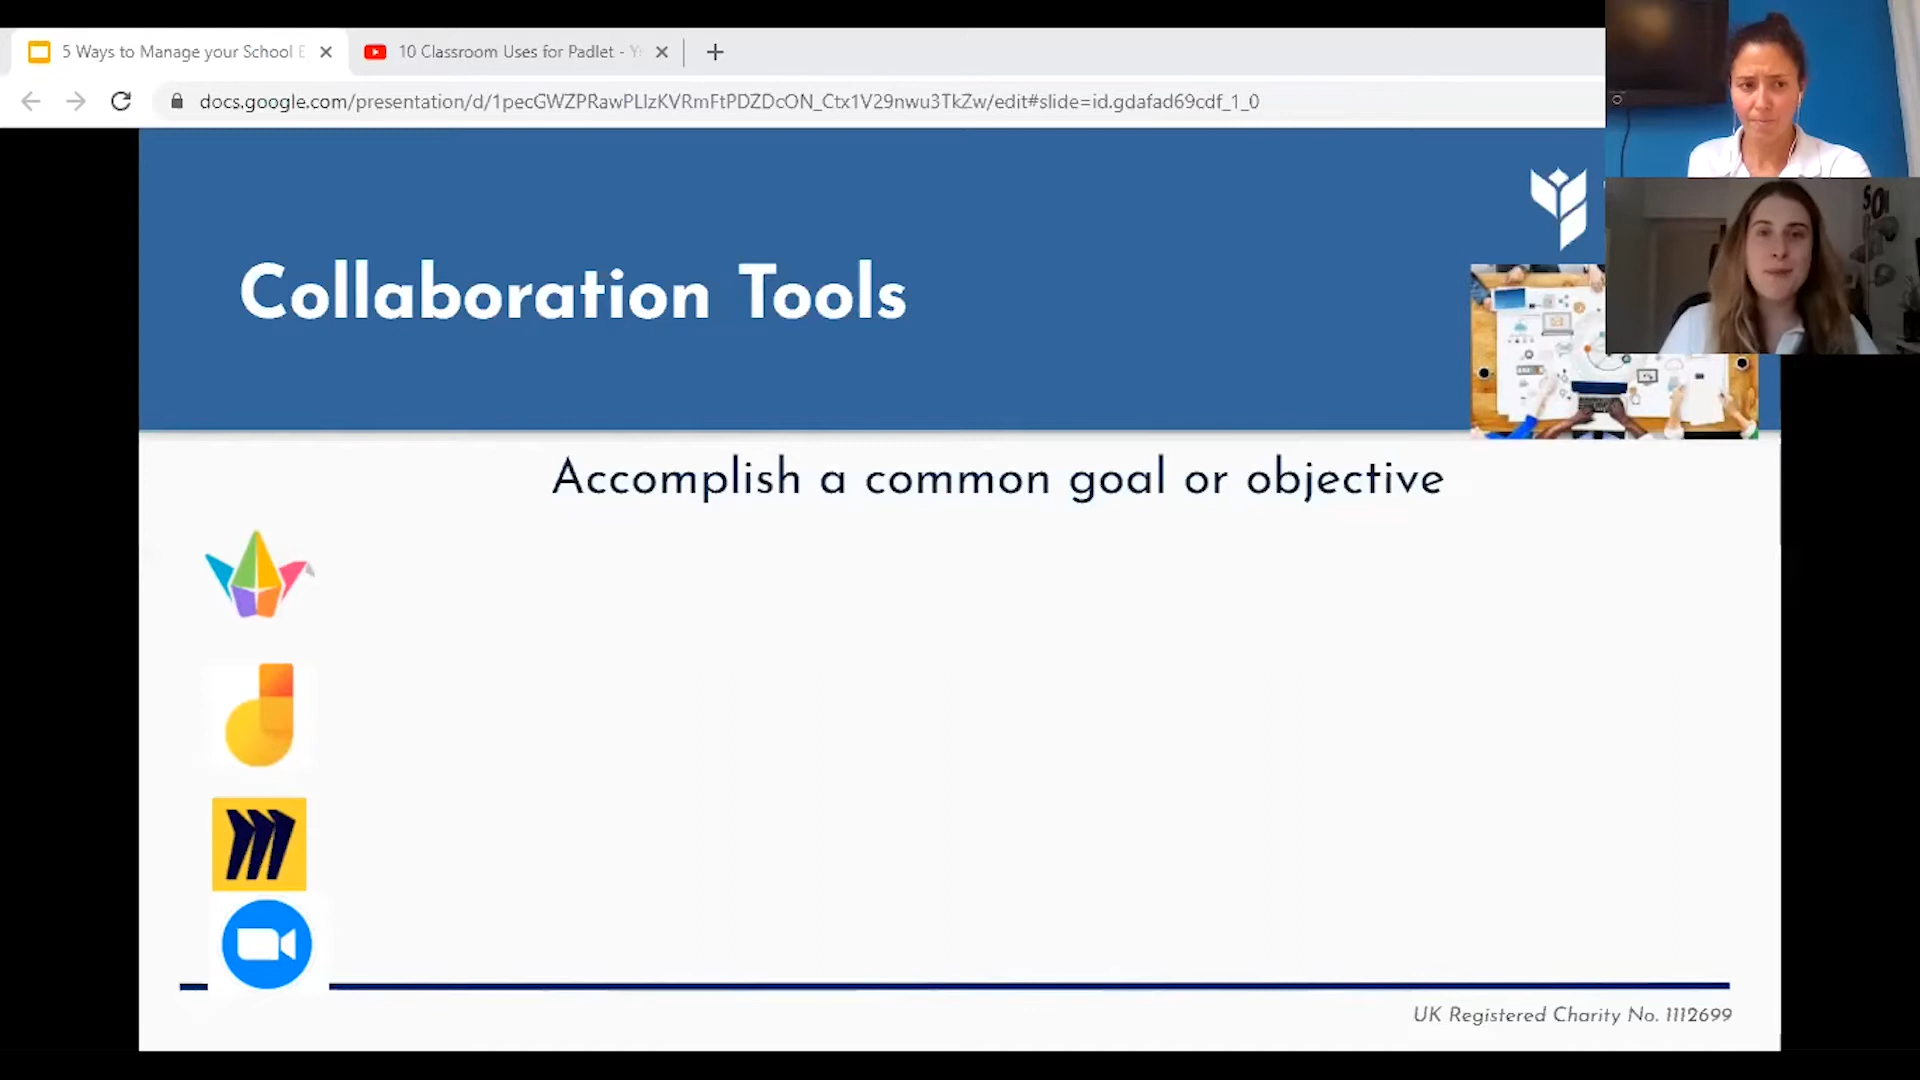 5 Ways to Manage your School E
10 Classroom Uses for Padlet - Y
docs.google.com/presentation/d/1pecGWZPRawPLIzKVRmFtPDZDcON_Ctx1V29nwu3TkZw/edit#slide=id.gdafad69cdf_1_0
Collaboration Tools
Accomplish a common goal or objective
UK Registered Charity No. 1112699